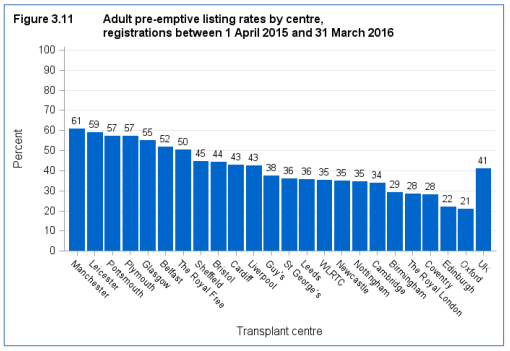 Figure 3.11 Adult pre-emptive listing rates by centre,
registrations between 1 April 2015 and 31 March 2016
Percent
100
90
80
70
60
50
40
30
20
10
0
61 59 57 57 55 52 50 45 44 43 43 38 36 36 35 35 35 34 29 28 28 22 21 41
Manchester
Leicester
Portsmouth
Plymouth
Glasgow
Belfast
The Royal Free
Sheffield
Bristol
Cardiff
Liverpool
Guy's
St George's
Leeds
WLRTC
Newcastle
Nottingham
Cambridge
Birmingham
The Royal London
Coventry
Edinburgh
Oxford
UK
Transplant centre